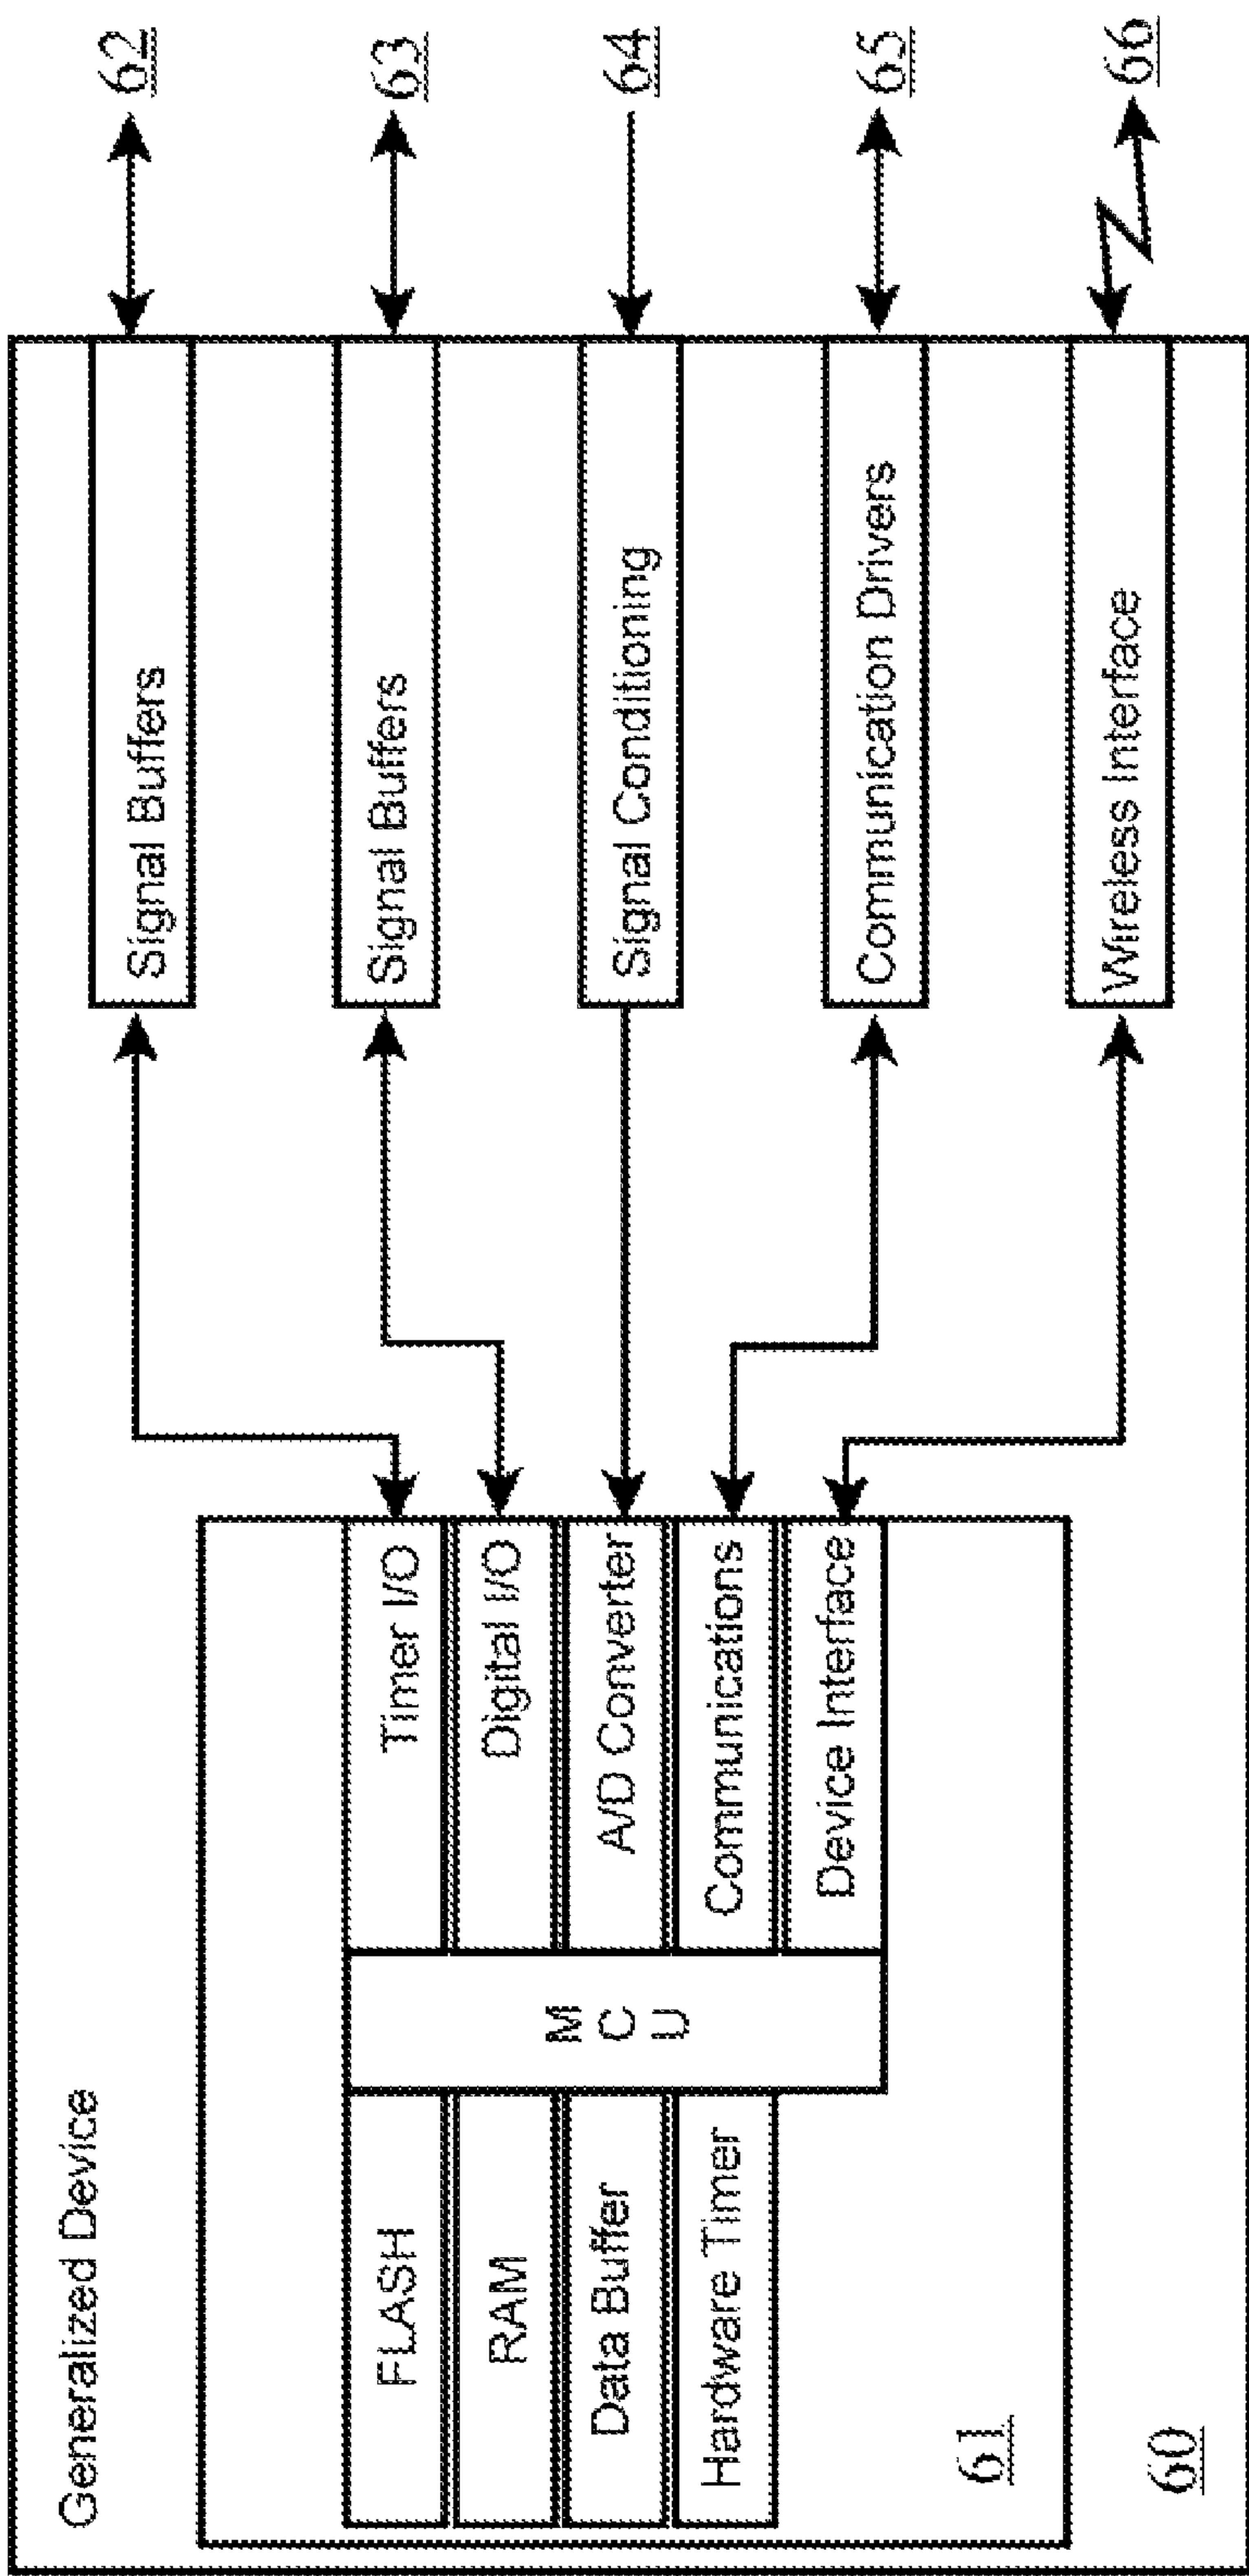 Generalized Device
FLASH
RAM
Data Buffer
Hardware Timer
M
C
U
Timer I/O
Digital I/O
A/D Converter
Communications
Device Interface
Signal Buffers
Signal Buffers
Signal Conditioning
Communication Drivers
Wireless Interface
62
63
64
65
66
61
60